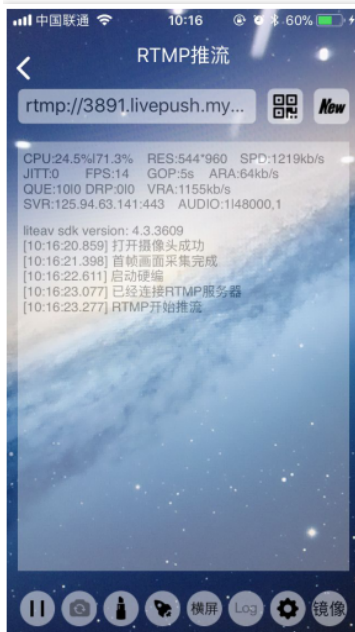 中国联通 10:16 60%
RTMP推流
rtmp://3891.livepush.my... New
CPU:24.5%|71.3% RES:544*960 SPD:1219kb/s
JITT:0 FPS:14 GOP:5s ARA:64kb/s
QUE:10|0 DRP:0|0 VRA:1155kb/s
SVR:125.94.63.141:443 AUDIO:1|48000,1
liteav sdk version: 4.3.3609
[10:16:20.859] 打开摄像头成功
[10:16:21.398] 首帧画面采集完成
[10:16:22.611] 启动硬编
[10:16:23.077] 已经连接RTMP服务器
[10:16:23.277] RTMP开始推流
横屏 Log 镜像